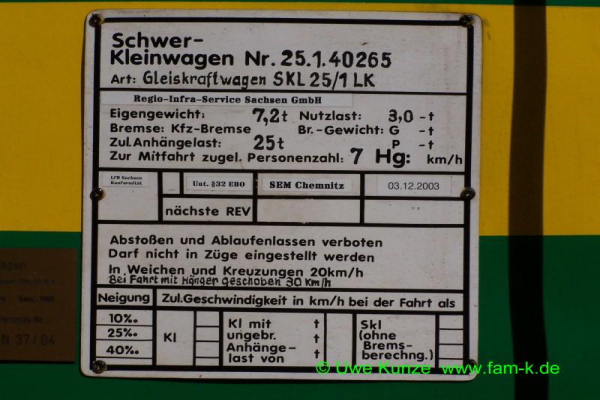 Schwer-
Kleinwagen Nr. 25.1.40265
Art: Gleiskraftwagen SKL 25/1 LK
Regio-Infra-Service Sachsen GmbH
Eigengewicht: 7,2t Nutzlast: 3,0 -t
Bremse: Kfz-Bremse Br.-Gewicht: G -t
Zul.Anhängelast: 25t P -t
Zur Mitfahrt zugel. Personenzahl: 7 Hg: km/h
LfB Sachsen
Konformität
Unt. §32 EBO
SEM Chemnitz
03.12.2003
nächste REV
Abstoßen und Ablaufenlassen verboten
Darf nicht in Züge eingestellt werden
In Weichen und Kreuzungen 20km/h
Bei Fahrt mit Hänger geschoben 30 km/h
Neigung Zul.Geschwindigkeit in km/h bei der Fahrt als
10‰
25‰
40‰
Kl
Kl mit t
ungebr. t
Anhänge-
last von t
Skl
(ohne
Brems-
berechng.)
N 37/04
© Uwe Kunze www.fam-k.de